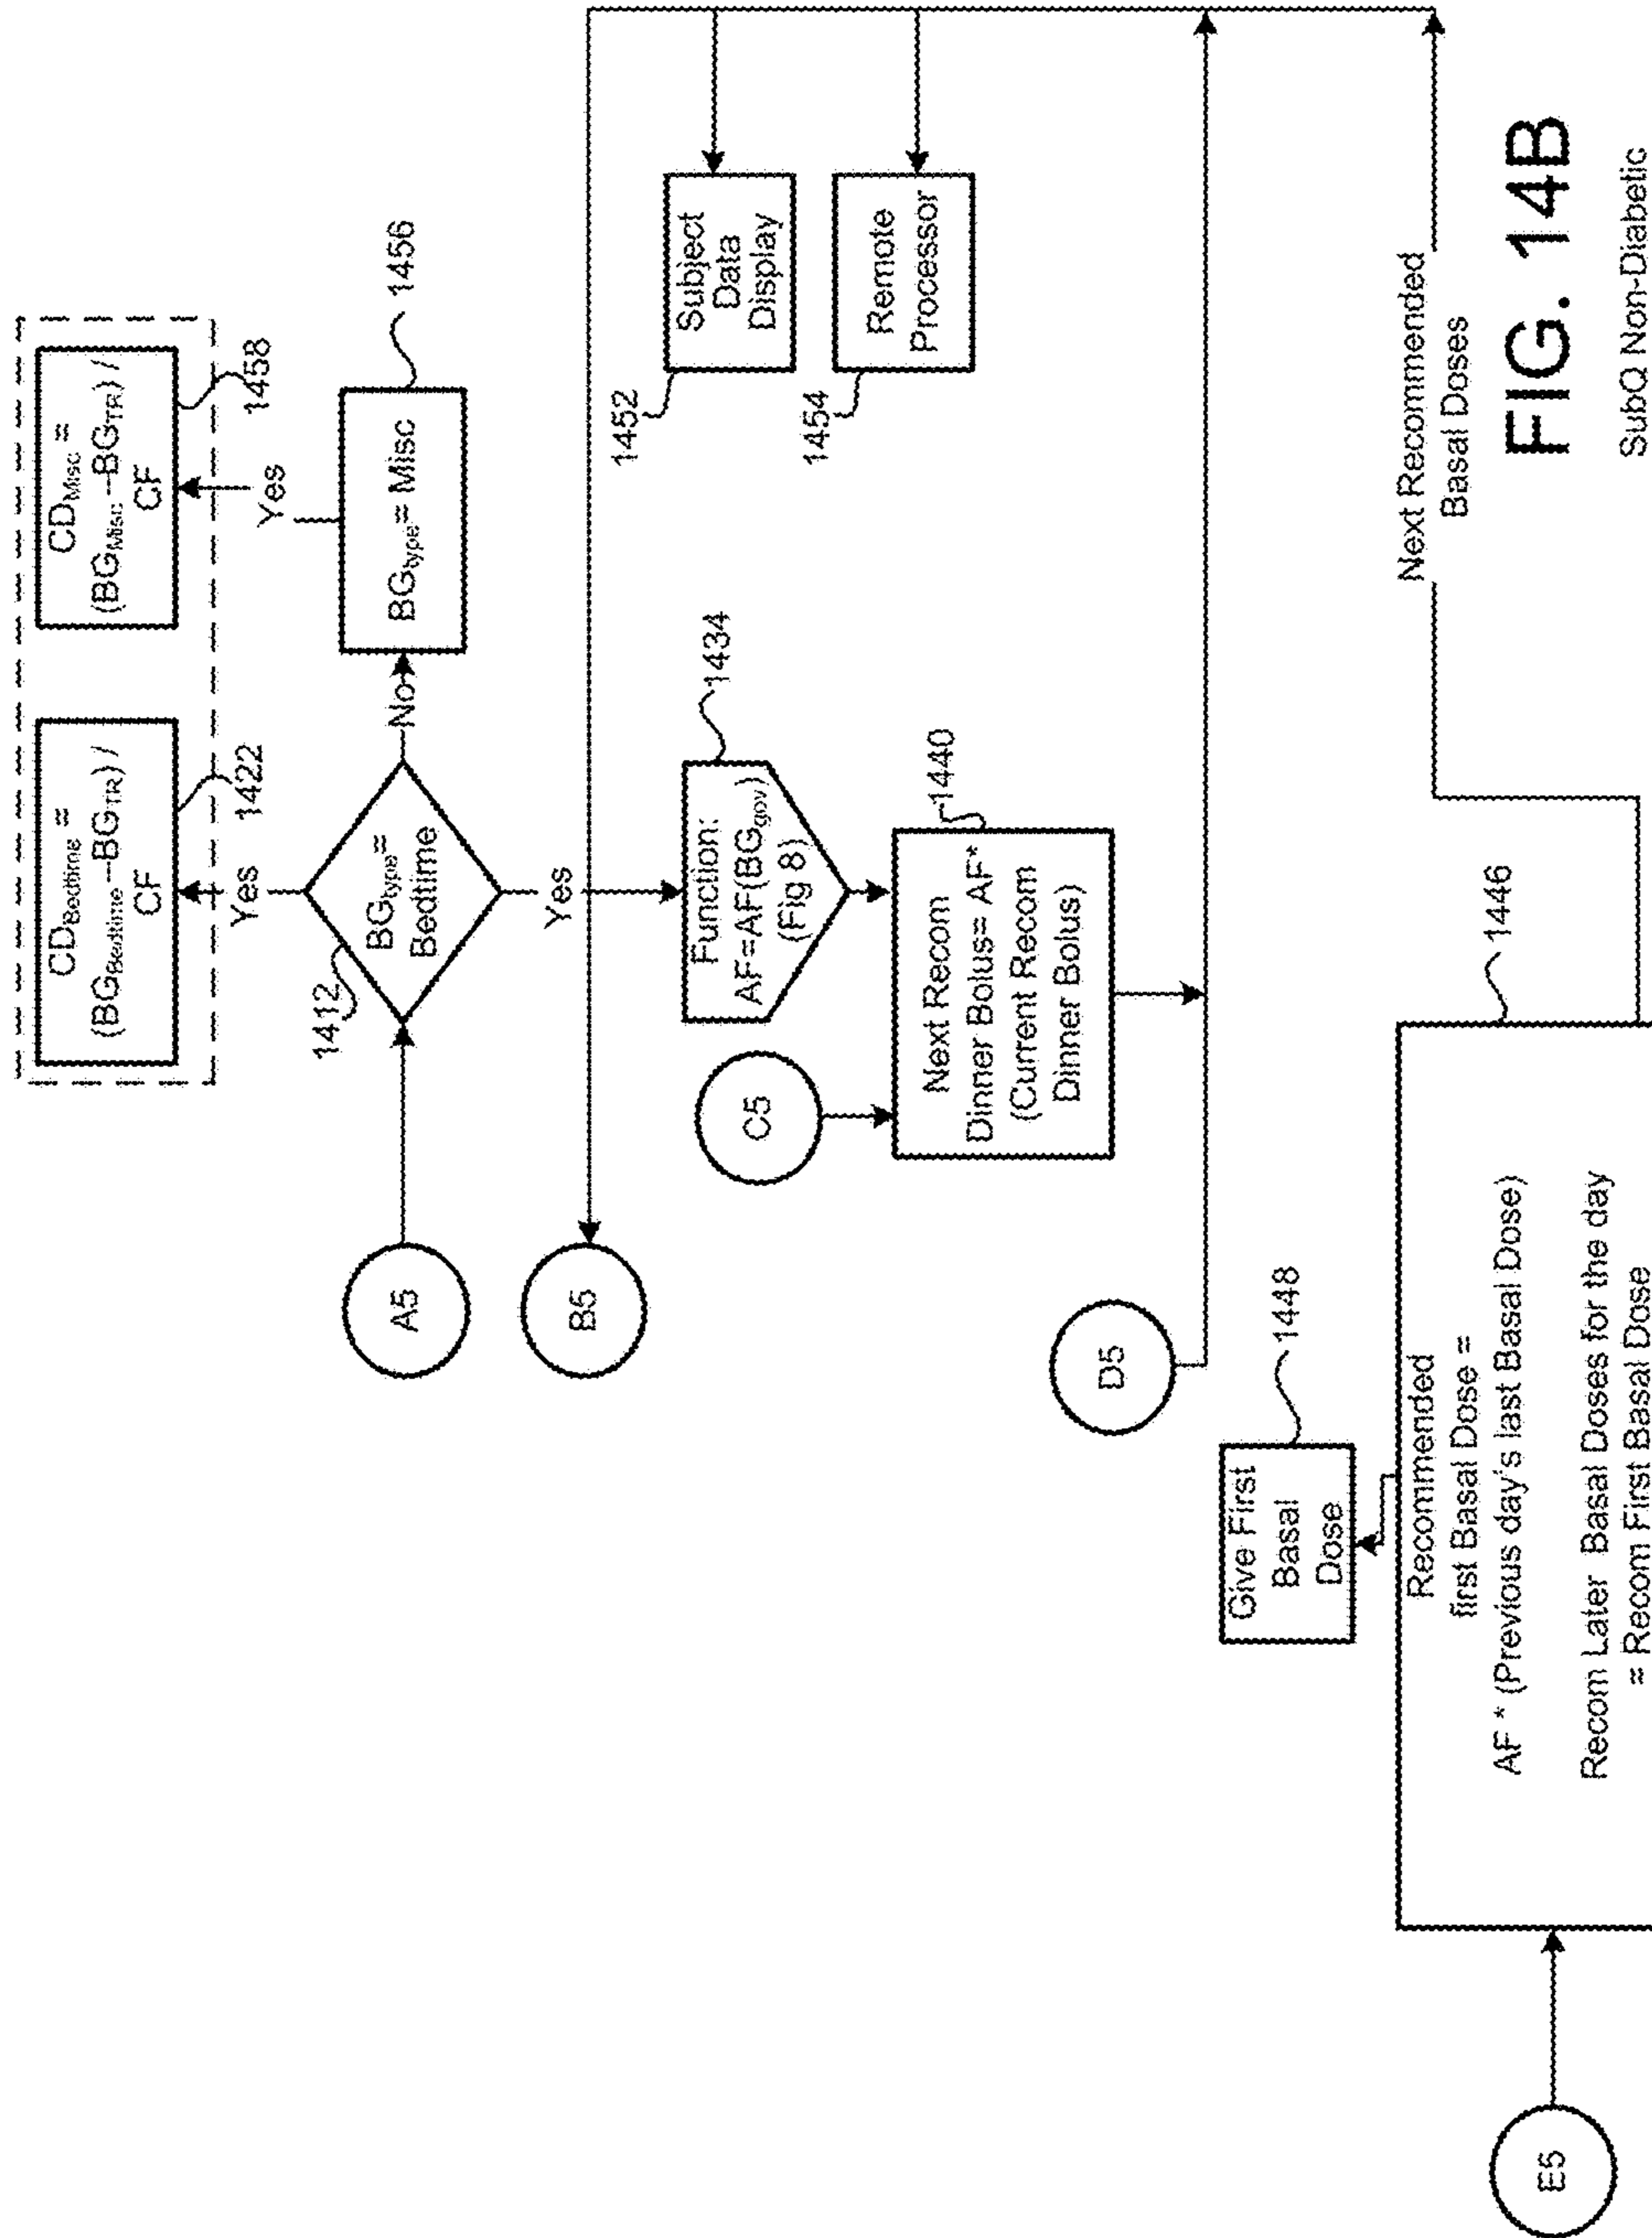 CD_Bedtime =
(BG_Bedtime --BG_TR) /
CF
1422
CD_Misc =
(BG_Misc --BG_TR) /
CF
1458
Yes
Yes
A5
1412
BG_type=
Bedtime
No
BG_type= Misc
1456
B5
Yes
C5
Function:
AF=AF(BG_gov)
(Fig 8)
1434
1452
Subject
Data
Display
Next Recom
Dinner Bolus= AF*
(Current Recom
Dinner Bolus)
1440
1454
Remote
Processor
D5
Give First
Basal
Dose
1448
E5
Recommended
first Basal Dose =
AF * (Previous day's last Basal Dose)
Recom Later Basal Doses for the day
= Recom First Basal Dose
1446
Next Recommended
Basal Doses
FIG. 14B
SubQ Non-Diabetic